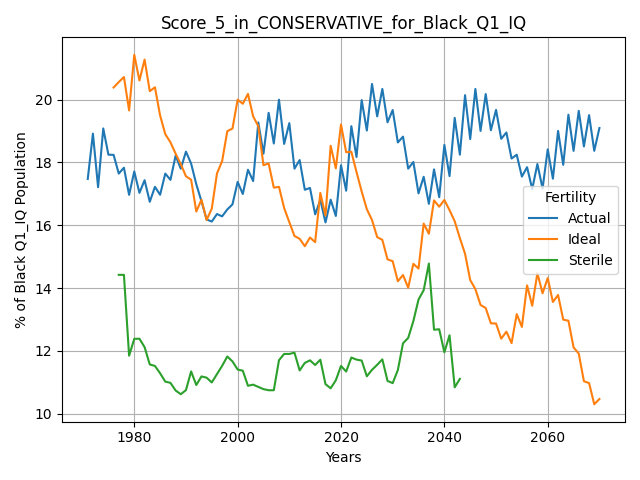 Score_5_in_CONSERVATIVE_for_Black_Q1_IQ
% of Black Q1_IQ Population
20
18
16
14
12
10
Fertility
Actual
Ideal
Sterile
1980 2000 2020 2040 2060
Years